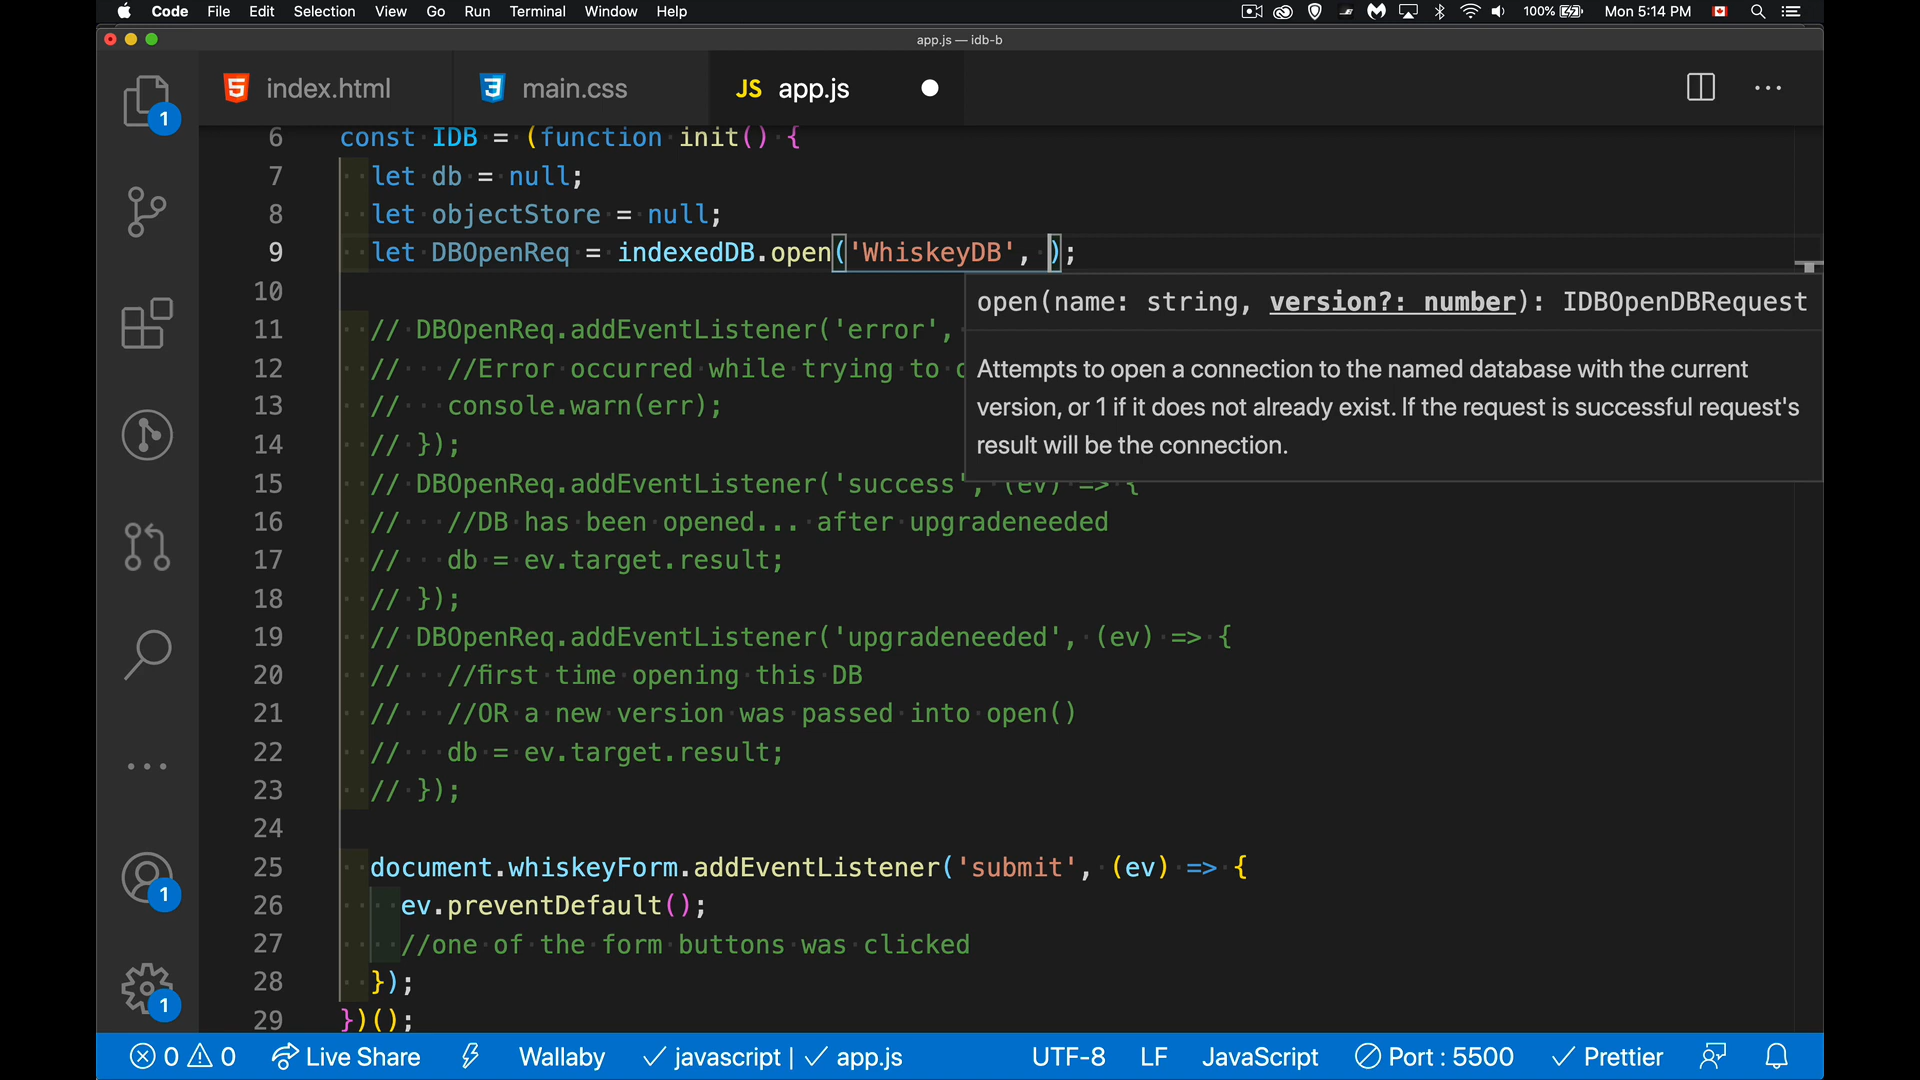 Code File Edit Selection View Go Run Terminal Window Help 100% Mon 5:14 PM
app.js — idb-b
index.html main.css JS app.js
6 const IDB = (function init() {
7 let db = null;
8 let objectStore = null;
9 let DBOpenReq = indexedDB.open('WhiskeyDB', );
open(name: string, version?: number): IDBOpenDBRequest
Attempts to open a connection to the named database with the current
version, or 1 if it does not already exist. If the request is successful request's
result will be the connection.
10
11 // DBOpenReq.addEventListener('error',
12 // //Error occurred while trying to
13 // console.warn(err);
14 // });
15 // DBOpenReq.addEventListener('success', (ev) => {
16 // //DB has been opened... after upgradeneeded
17 // db = ev.target.result;
18 // });
19 // DBOpenReq.addEventListener('upgradeneeded', (ev) => {
20 // //first time opening this DB
21 // //OR a new version was passed into open()
22 // db = ev.target.result;
23 // });
24
25 document.whiskeyForm.addEventListener('submit', (ev) => {
26 ev.preventDefault();
27 //one of the form buttons was clicked
28 });
29 })();
1
1
1
0 0 Live Share Wallaby javascript | app.js UTF-8 LF JavaScript Port : 5500 Prettier